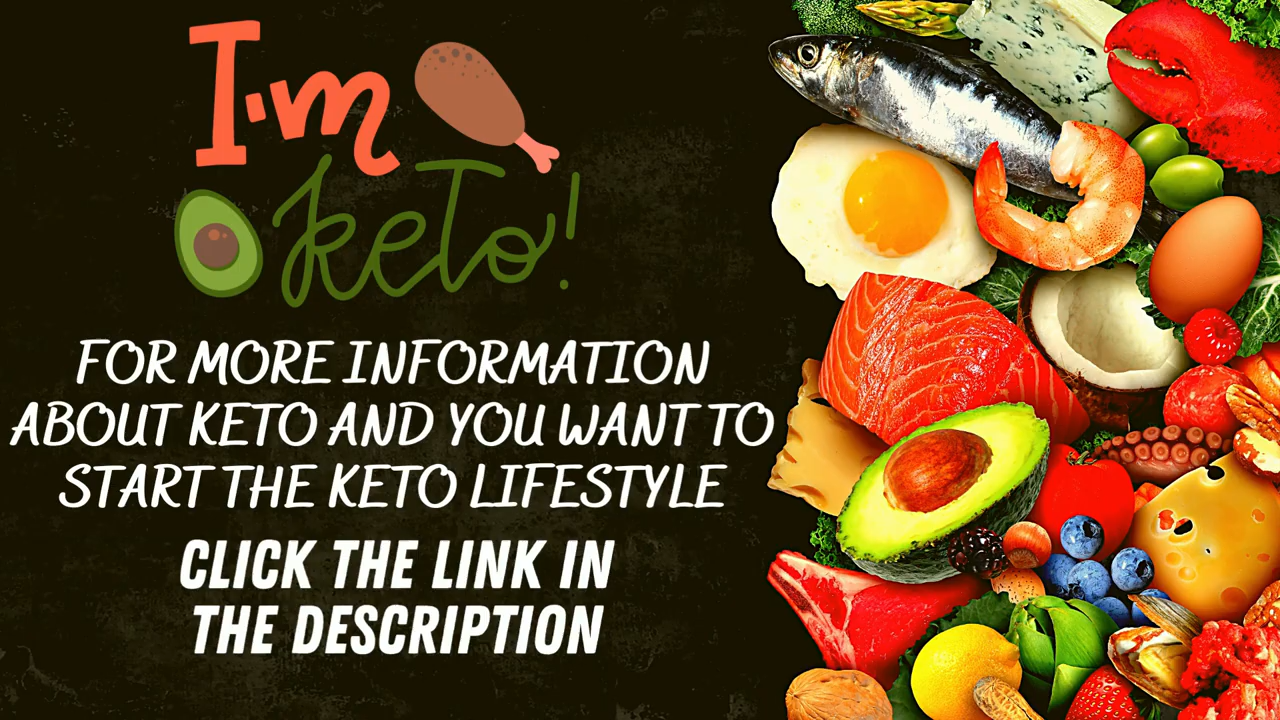 I'm
keto!
FOR MORE INFORMATION
ABOUT KETO AND YOU WANT TO
START THE KETO LIFESTYLE
CLICK THE LINK IN
THE DESCRIPTION